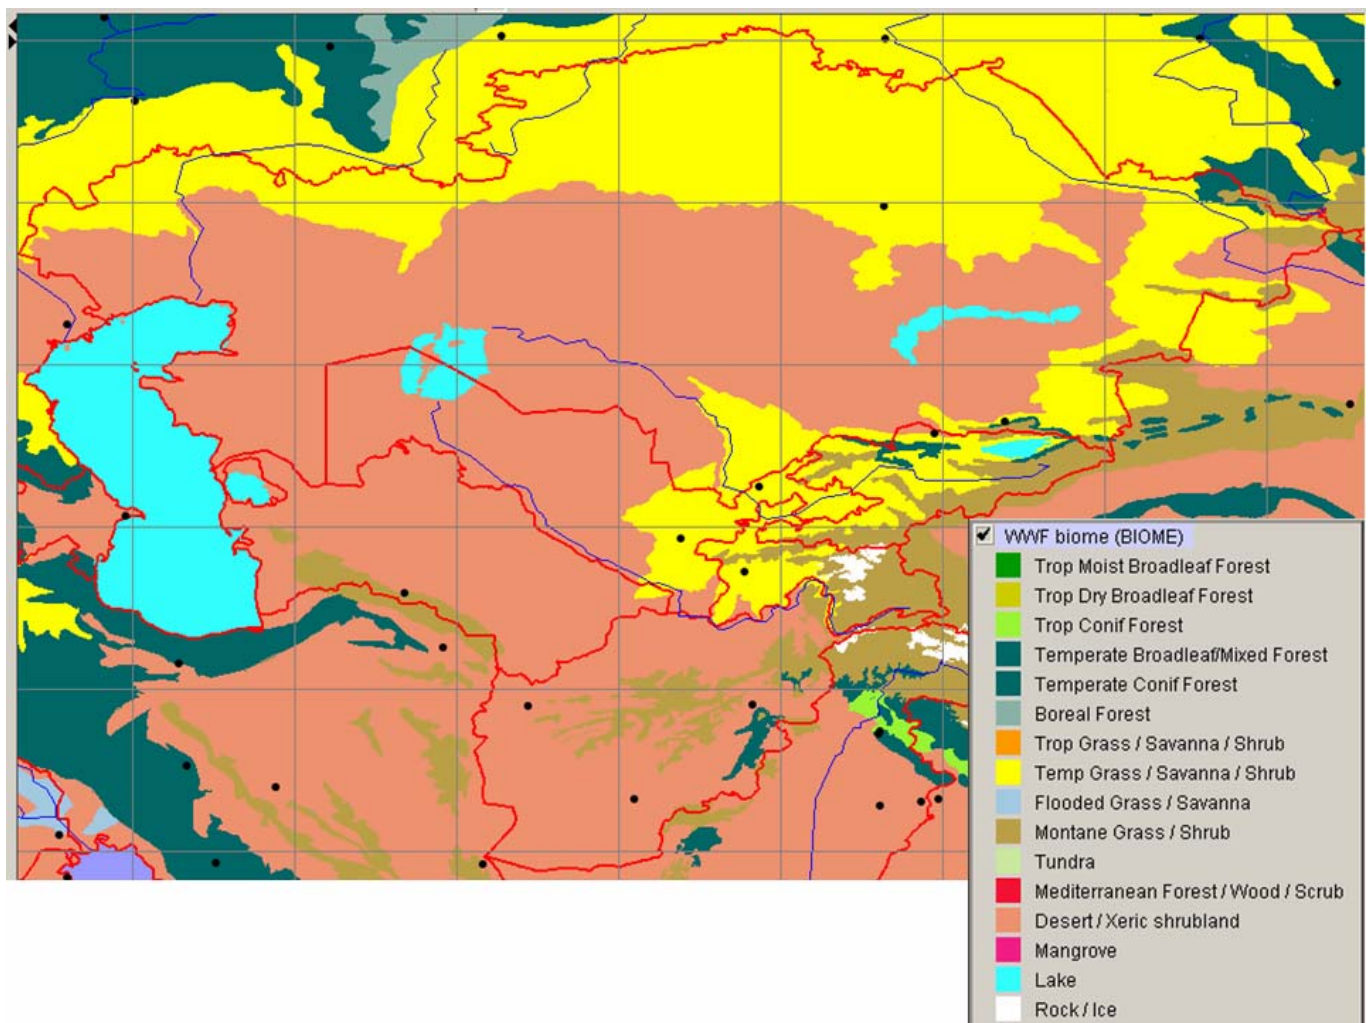 WWF biome (BIOME)
Trop Moist Broadleaf Forest
Trop Dry Broadleaf Forest
Trop Conif Forest
Temperate Broadleaf/Mixed Forest
Temperate Conif Forest
Boreal Forest
Trop Grass / Savanna / Shrub
Temp Grass / Savanna / Shrub
Flooded Grass / Savanna
Montane Grass / Shrub
Tundra
Mediterranean Forest / Wood / Scrub
Desert / Xeric shrubland
Mangrove
Lake
Rock / Ice